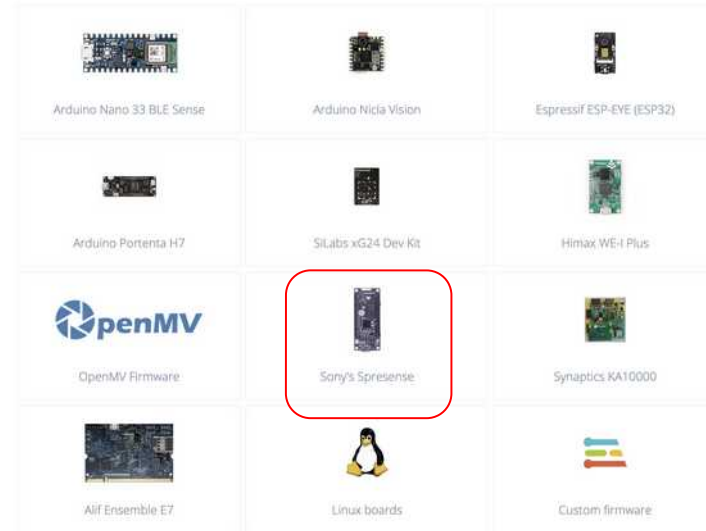 Arduino Nano 33 BLE Sense
Arduino Nicla Vision
Espressif ESP-EYE (ESP32)
Arduino Portenta H7
SiLabs xG24 Dev Kit
Himax WE-I Plus
OpenMV
OpenMV Firmware
Sony's Spresense
Synaptics KA10000
Alif Ensemble E7
Linux boards
Custom firmware